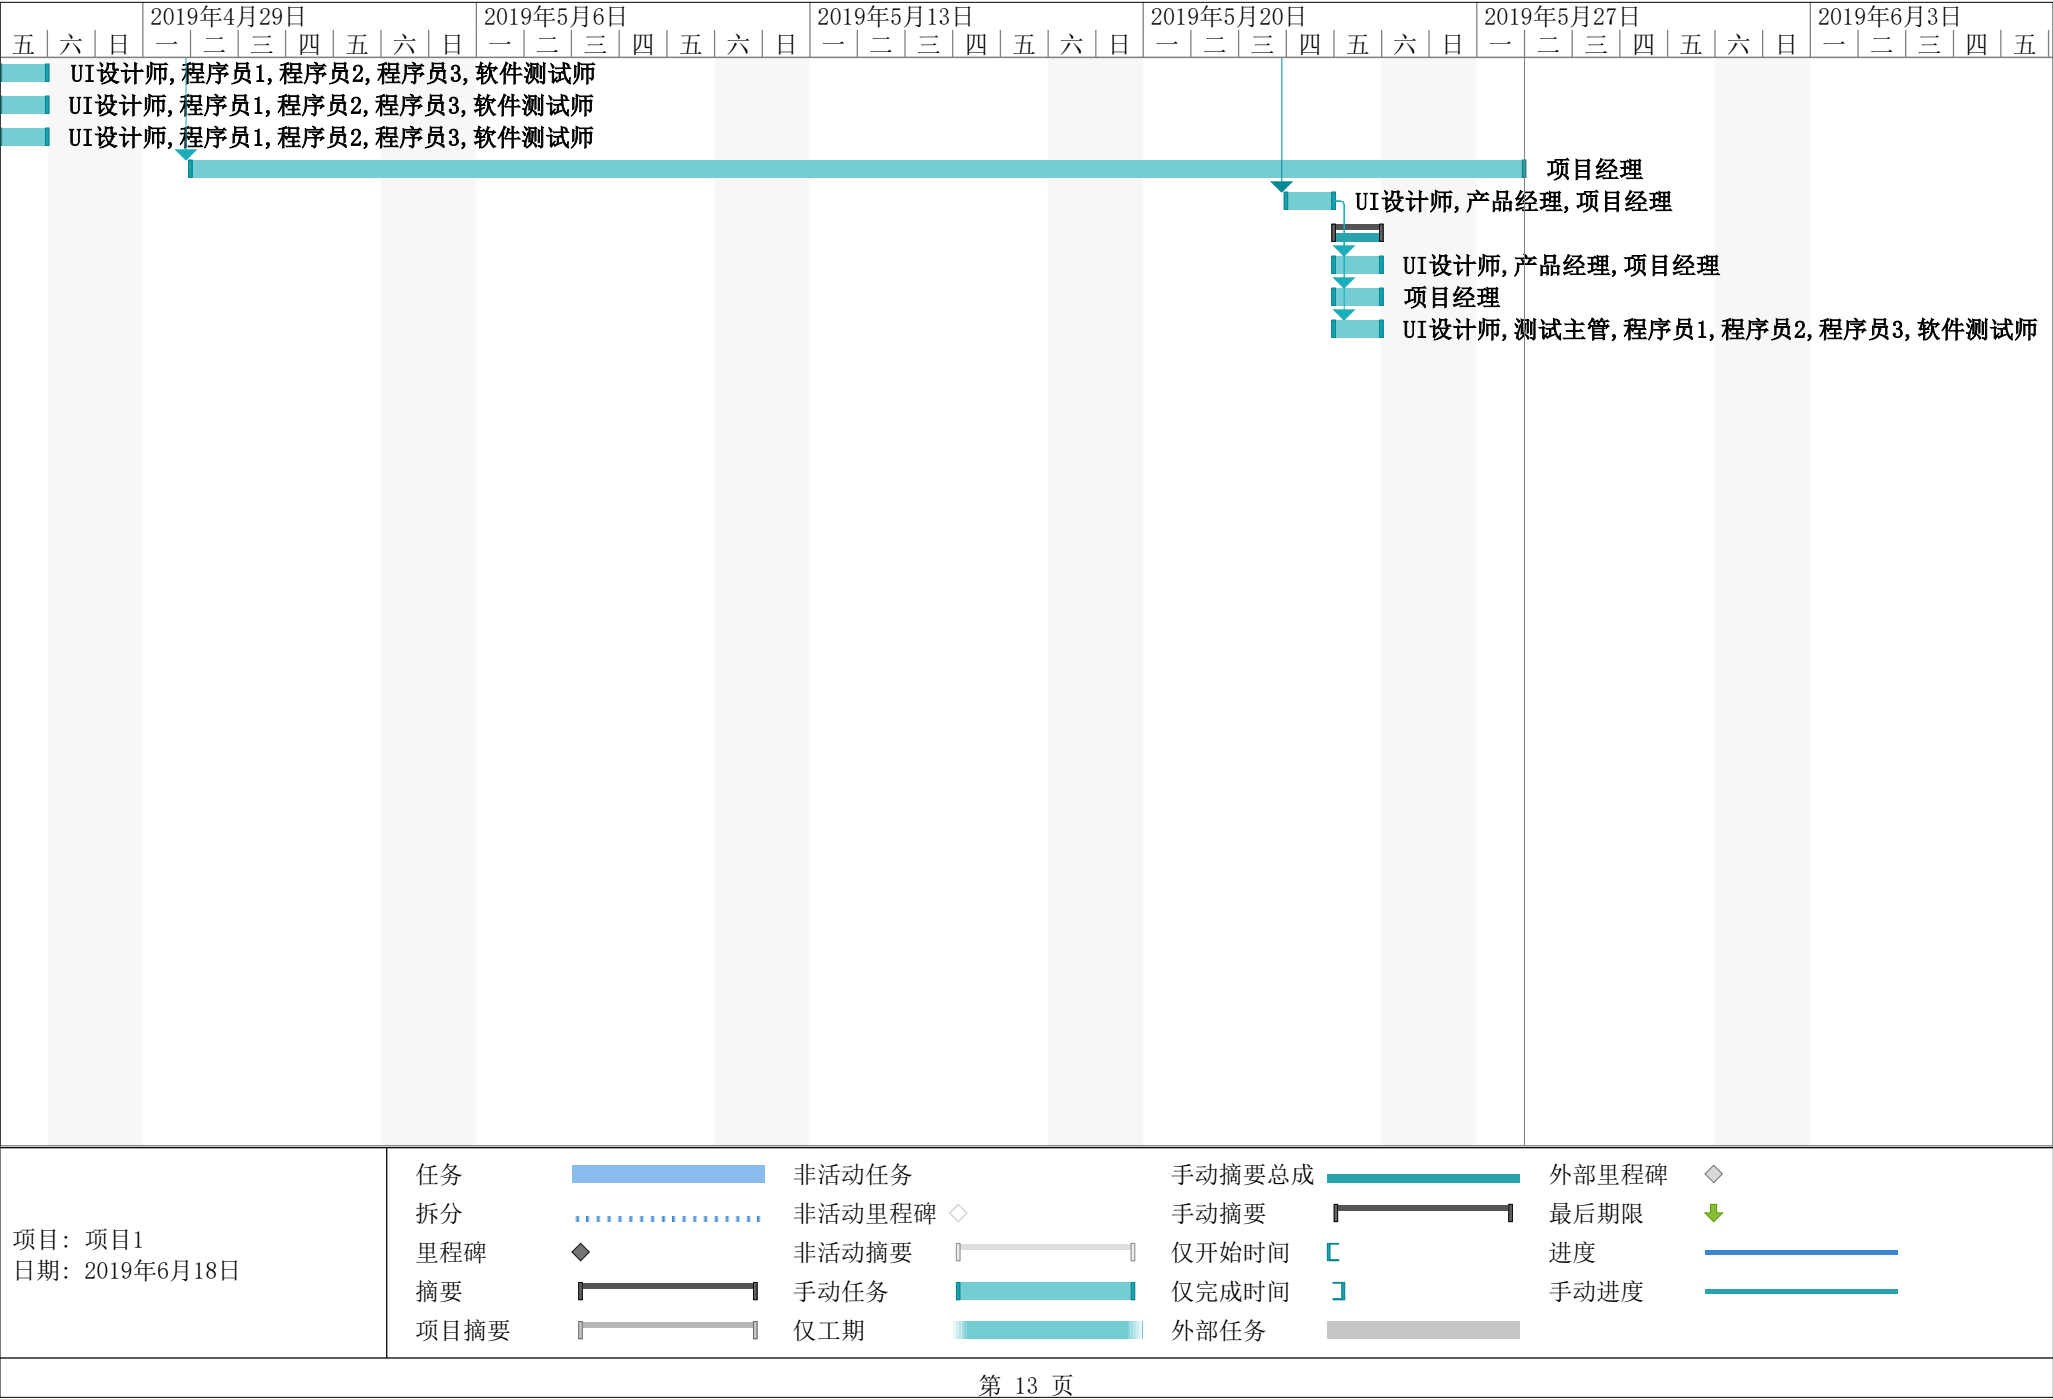 2019年4月29日 2019年5月6日 2019年5月13日 2019年5月20日 2019年5月27日 2019年6月3日
五 六 日 一 二 三 四 五 六 日 一 二 三 四 五 六 日 一 二 三 四 五 六 日 一 二 三 四 五 六 日 一 二 三 四 五 六 日 一 二 三 四 五
UI设计师,程序员1,程序员2,程序员3,软件测试师
UI设计师,程序员1,程序员2,程序员3,软件测试师
UI设计师,程序员1,程序员2,程序员3,软件测试师
项目经理
UI设计师,产品经理,项目经理
UI设计师,产品经理,项目经理
项目经理
UI设计师,测试主管,程序员1,程序员2,程序员3,软件测试师
项目: 项目1
日期: 2019年6月18日
任务 非活动任务 手动摘要总成 外部里程碑
拆分 非活动里程碑 手动摘要 最后期限
里程碑 非活动摘要 仅开始时间 进度
摘要 手动任务 仅完成时间 手动进度
项目摘要 仅工期 外部任务
第 13 页